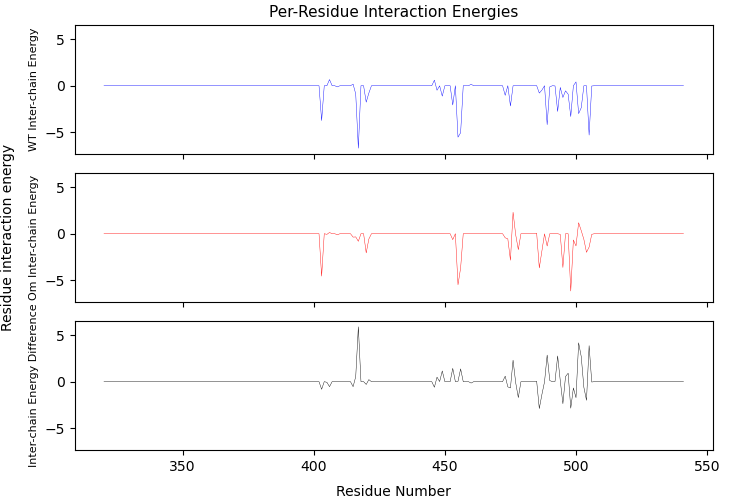 Per-Residue Interaction Energies
Residue interaction energy
WT Inter-chain Energy
5
0
−5
Om Inter-chain Energy
5
0
−5
Inter-chain Energy Difference
5
0
−5
350
400
450
500
550
Residue Number